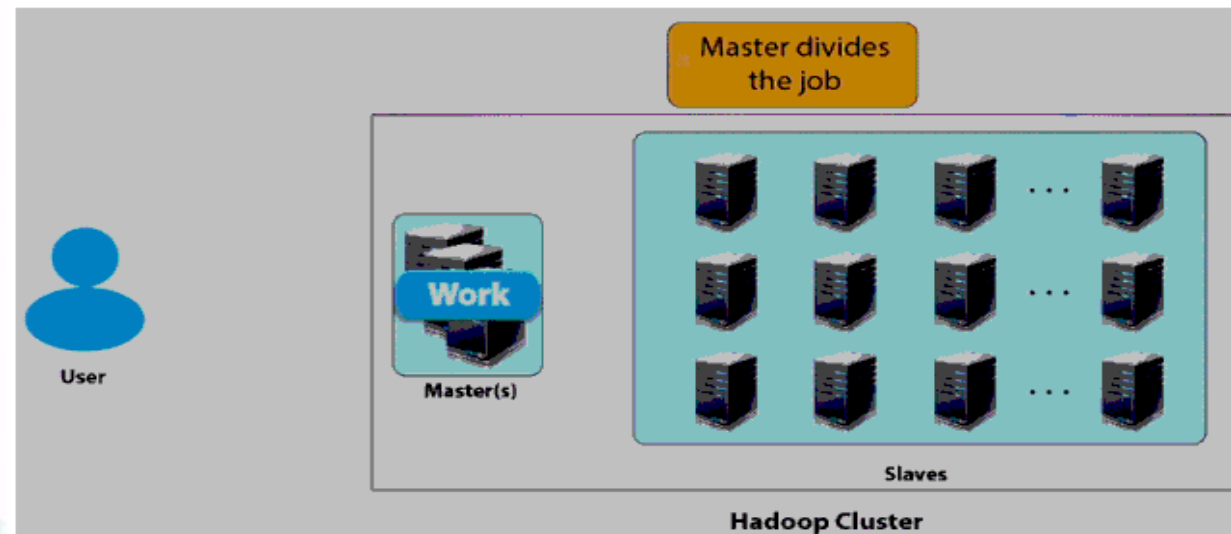 Master divides
the job
Work
User
Master(s)
Slaves
Hadoop Cluster